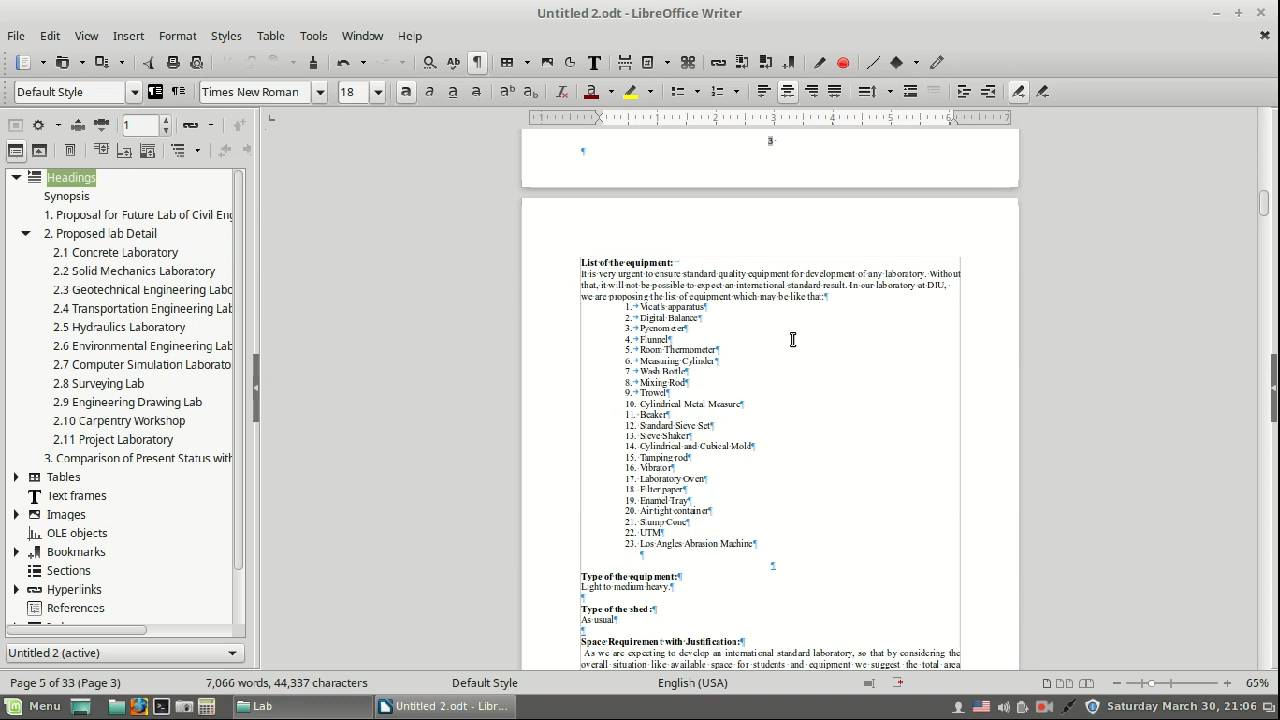 Untitled 2.odt - LibreOffice Writer
File Edit View Insert Format Styles Table Tools Window Help
Default Style Times New Roman 18
1
Headings
Synopsis
1. Proposal for Future Lab of Civil Eng
2. Proposed lab Detail
2.1 Concrete Laboratory
2.2 Solid Mechanics Laboratory
2.3 Geotechnical Engineering Labo
2.4 Transportation Engineering Lab
2.5 Hydraulics Laboratory
2.6 Environmental Engineering Lab
2.7 Computer Simulation Laborato
2.8 Surveying Lab
2.9 Engineering Drawing Lab
2.10 Carpentry Workshop
2.11 Project Laboratory
3. Comparison of Present Status with
Tables
Text frames
Images
OLE objects
Bookmarks
Sections
Hyperlinks
References
Untitled 2 (active)
1 1 2 3 4 5 6 7
3
List of the equipment:
It is very urgent to ensure standard quality equipment for development of any laboratory. Without
that, it will not be possible to expect an international standard result. In our laboratory at DIU,
we are proposing the list of equipment which may be like that:
1. Vicat's apparatus
2. Digital Balance
3. Pycnometer
4. Flunnel
5. Room Thermometer
6. Measuring Cylinder
7. Wash Bottle
8. Mixing Rod
9. Trowel
10. Cylindrical Metal Measure
11. Beaker
12. Standard Sieve Set
13. Sieve Shaker
14. Cylindrical and Cubical Mold
15. Tamping rod
16. Vibrator
17. Laboratory Oven
18. Filter paper
19. Enamel Tray
20. Air tight container
21. Slump Cone
22. UTM
23. Los Angles Abrasion Machine
Type of the equipment:
Light to medium heavy.
Type of the shed:
As usual
Space Requirement with Justification:
As we are expecting to develop an international standard laboratory, so that by considering the
overall situation like available space for students and equipment we suggest the total area
Page 5 of 33 (Page 3) 7,066 words, 44,337 characters Default Style English (USA) 65%
Menu Lab Untitled 2.odt - Libr... Saturday March 30, 21:06